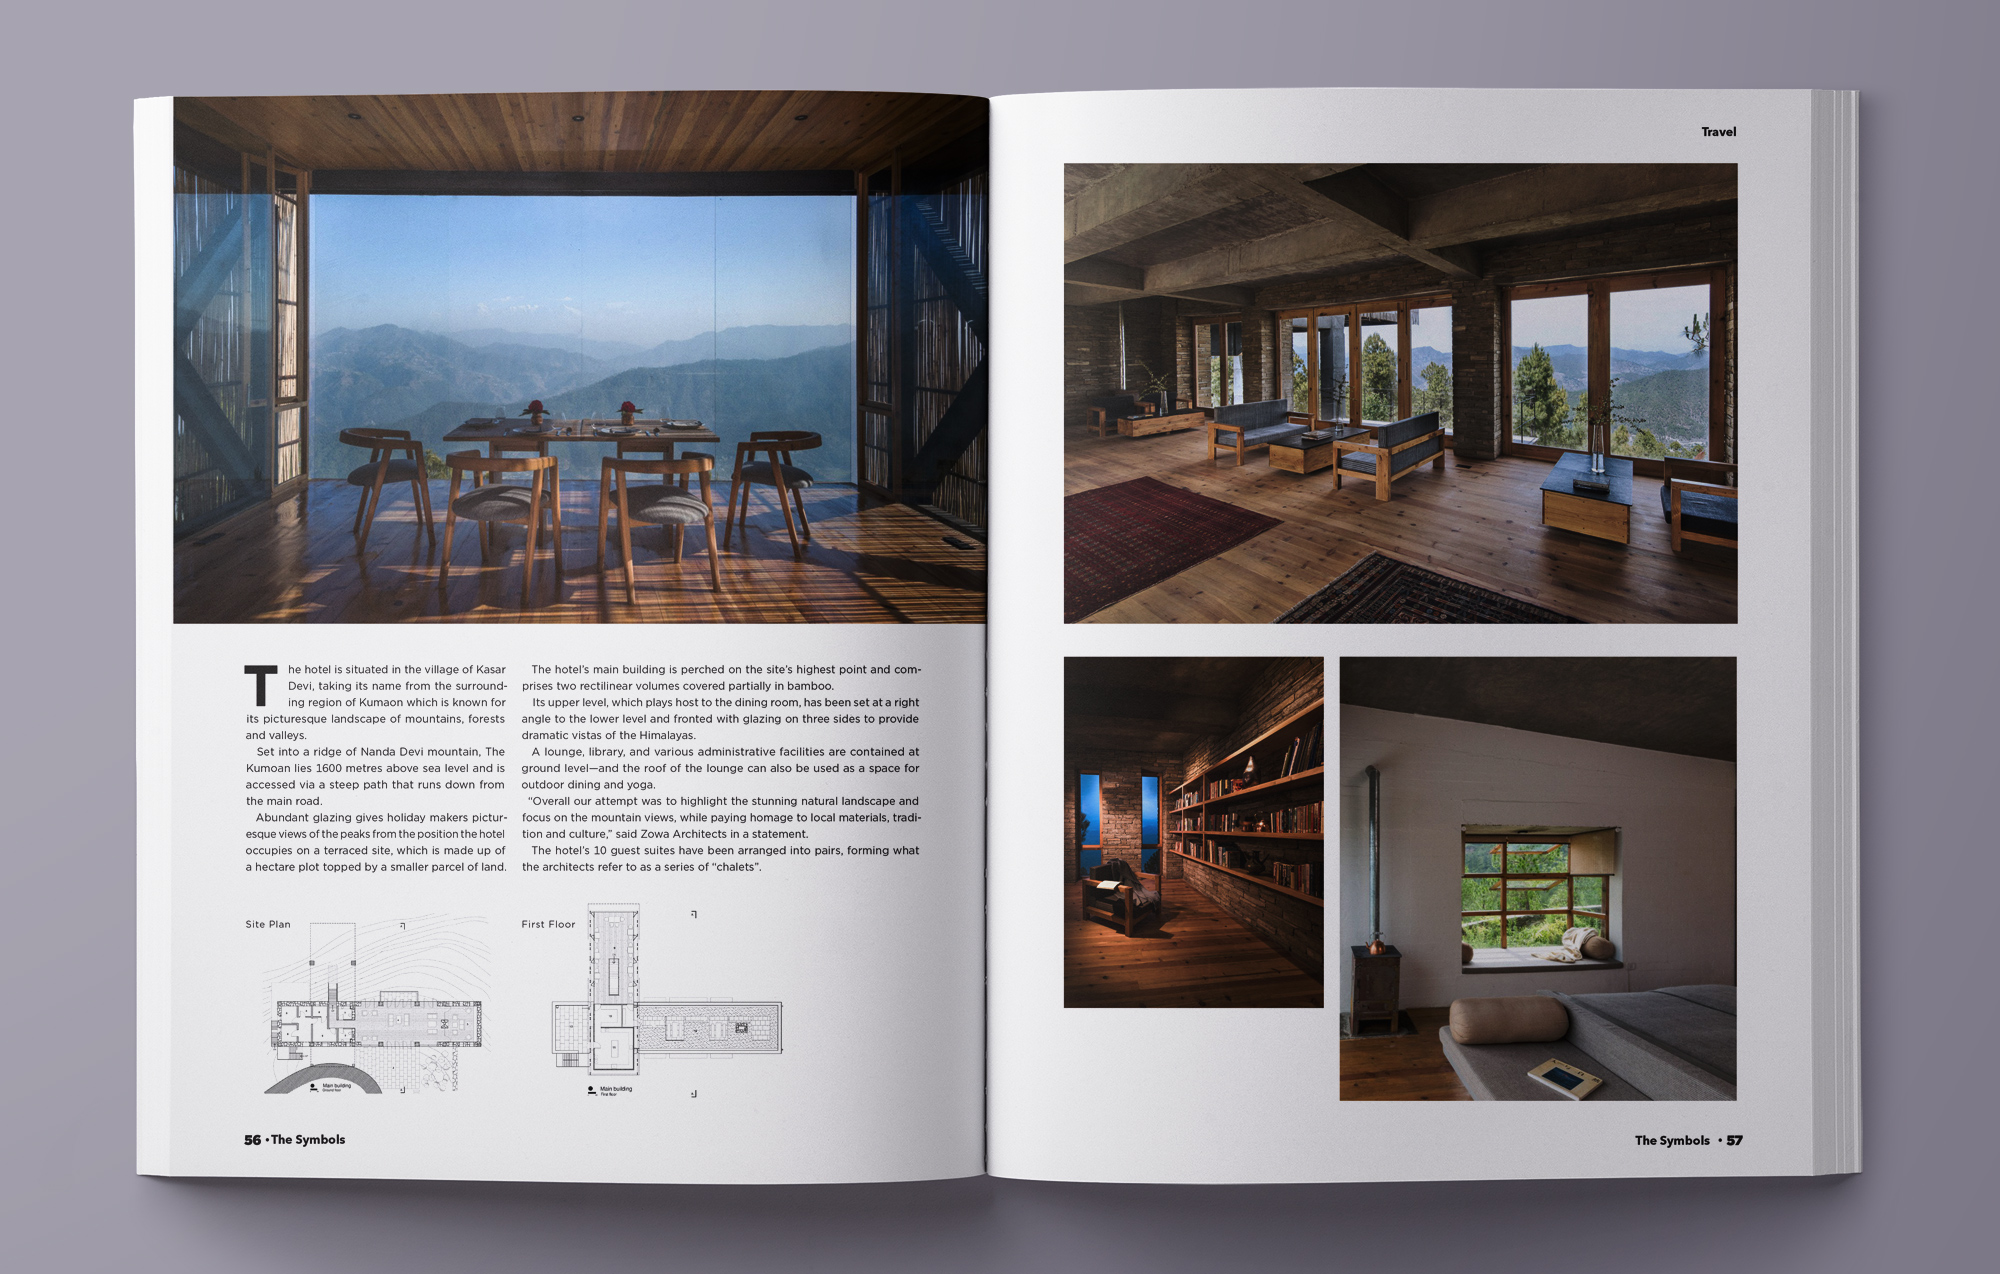 The hotel is situated in the village of Kasar
Devi, taking its name from the surround-
ing region of Kumaon which is known for
its picturesque landscape of mountains, forests
and valleys.
Set into a ridge of Nanda Devi mountain, The
Kumoan lies 1600 metres above sea level and is
accessed via a steep path that runs down from
the main road.
Abundant glazing gives holiday makers pictur-
esque views of the peaks from the position the hotel
occupies on a terraced site, which is made up of
a hectare plot topped by a smaller parcel of land.
The hotel's main building is perched on the site's highest point and com-
prises two rectilinear volumes covered partially in bamboo.
Its upper level, which plays host to the dining room, has been set at a right
angle to the lower level and fronted with glazing on three sides to provide
dramatic vistas of the Himalayas.
A lounge, library, and various administrative facilities are contained at
ground level—and the roof of the lounge can also be used as a space for
outdoor dining and yoga.
“Overall our attempt was to highlight the stunning natural landscape and
focus on the mountain views, while paying homage to local materials, tradi-
tion and culture,” said Zowa Architects in a statement.
The hotel's 10 guest suites have been arranged into pairs, forming what
the architects refer to as a series of “chalets”.
Site Plan
Main building
Ground floor
First Floor
Main building
First floor
56 • The Symbols
Travel
The Symbols • 57